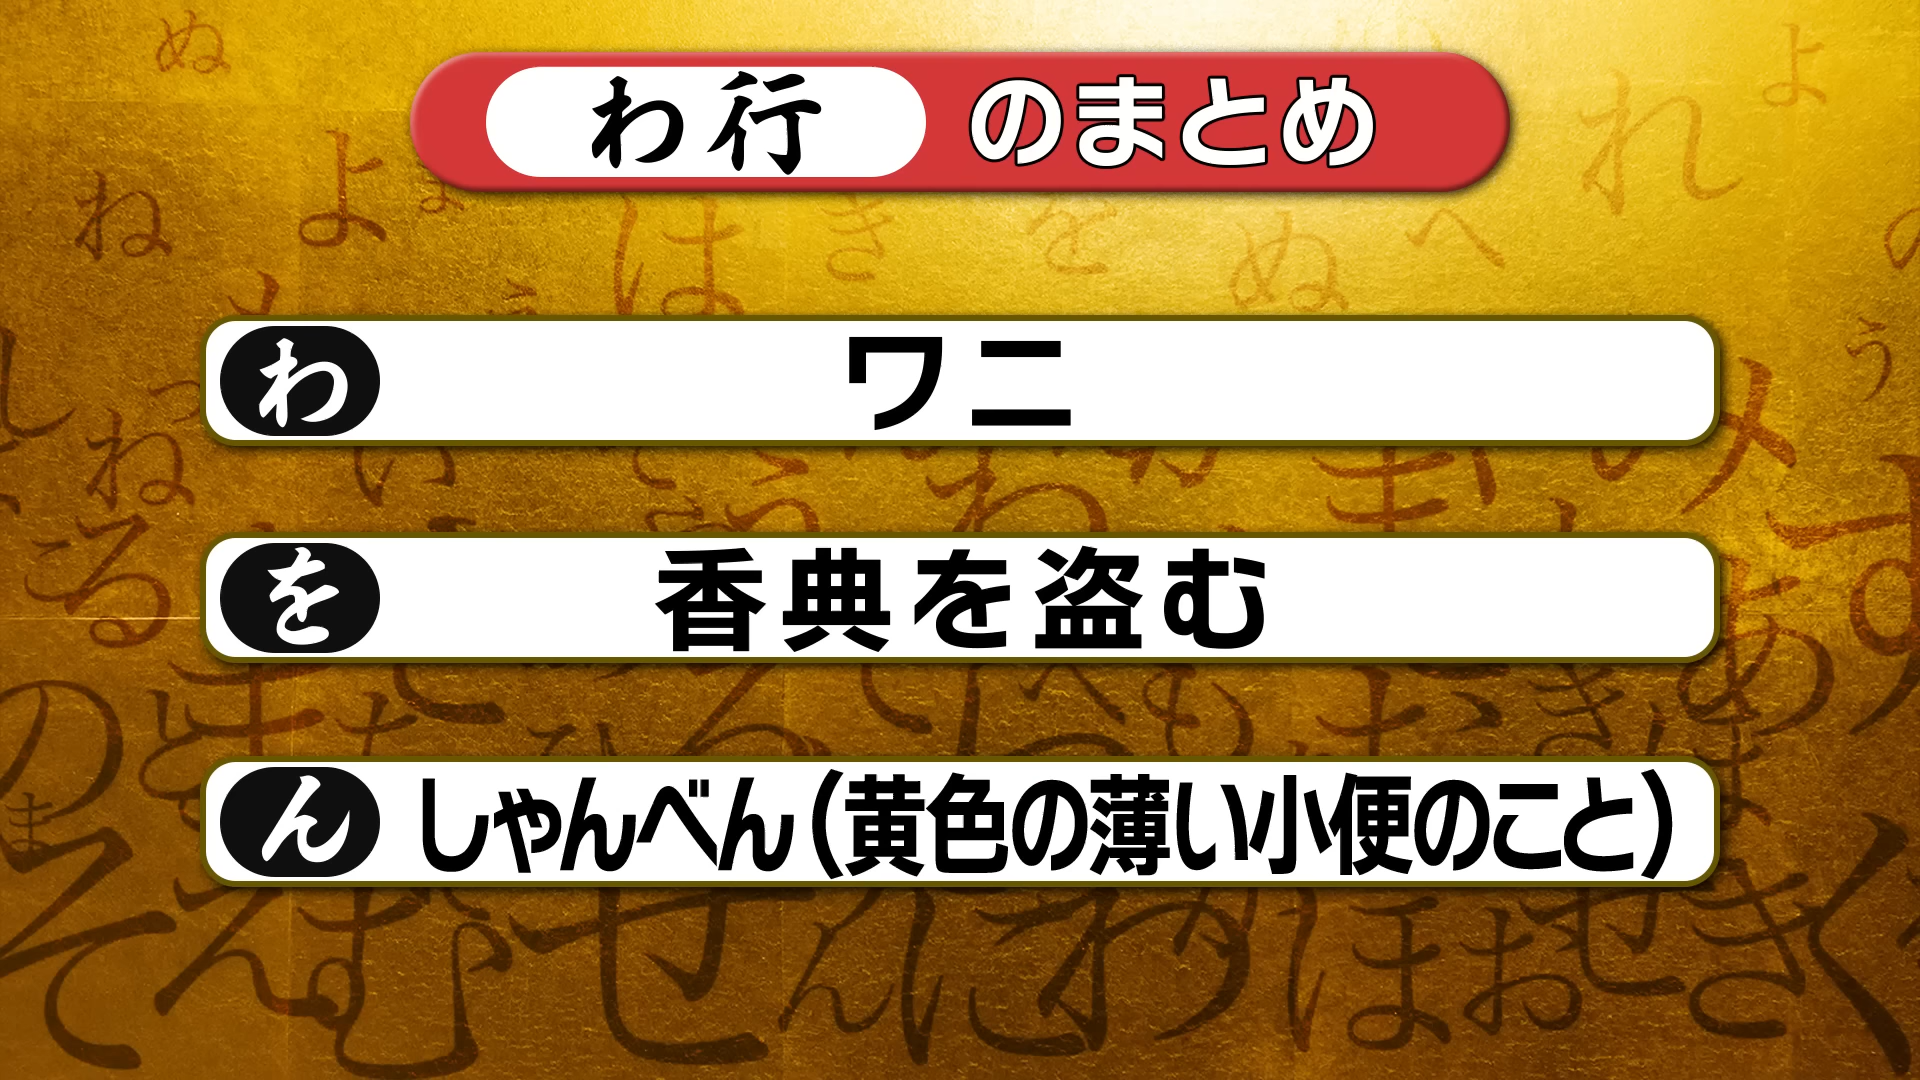 わ行のまとめ
わ ワニ
を 香典を盗む
ん しゃんべん（黄色の薄い小便のこと）